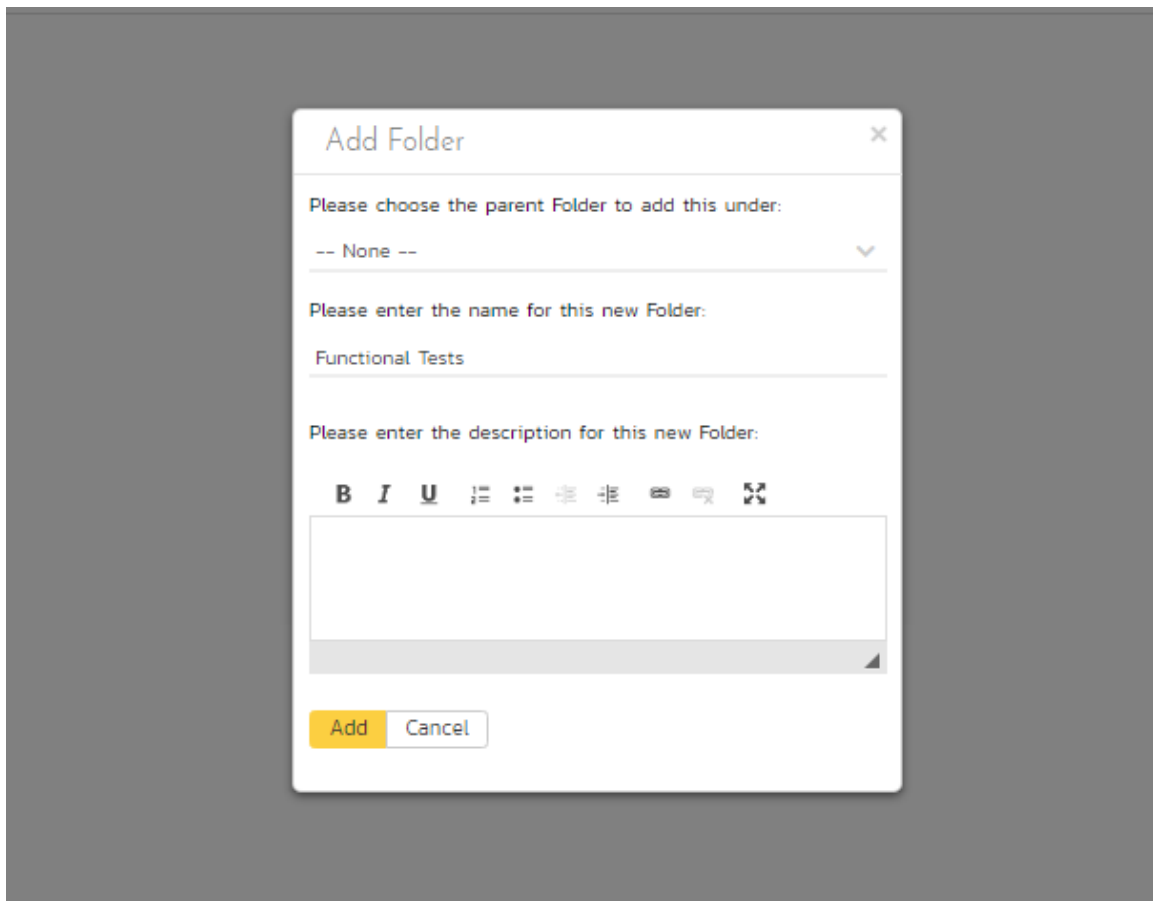 Add Folder
Please choose the parent Folder to add this under:
-- None --
Please enter the name for this new Folder:
Functional Tests
Please enter the description for this new Folder:
B I U
Add Cancel